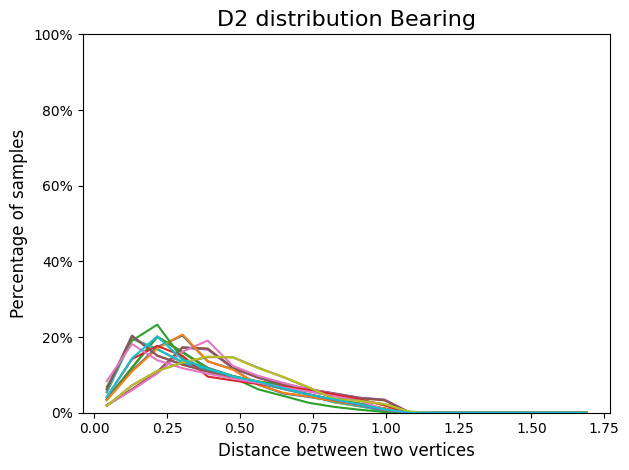 D2 distribution Bearing
100%
80%
60%
40%
20%
0%
Percentage of samples
0.00 0.25 0.50 0.75 1.00 1.25 1.50 1.75
Distance between two vertices